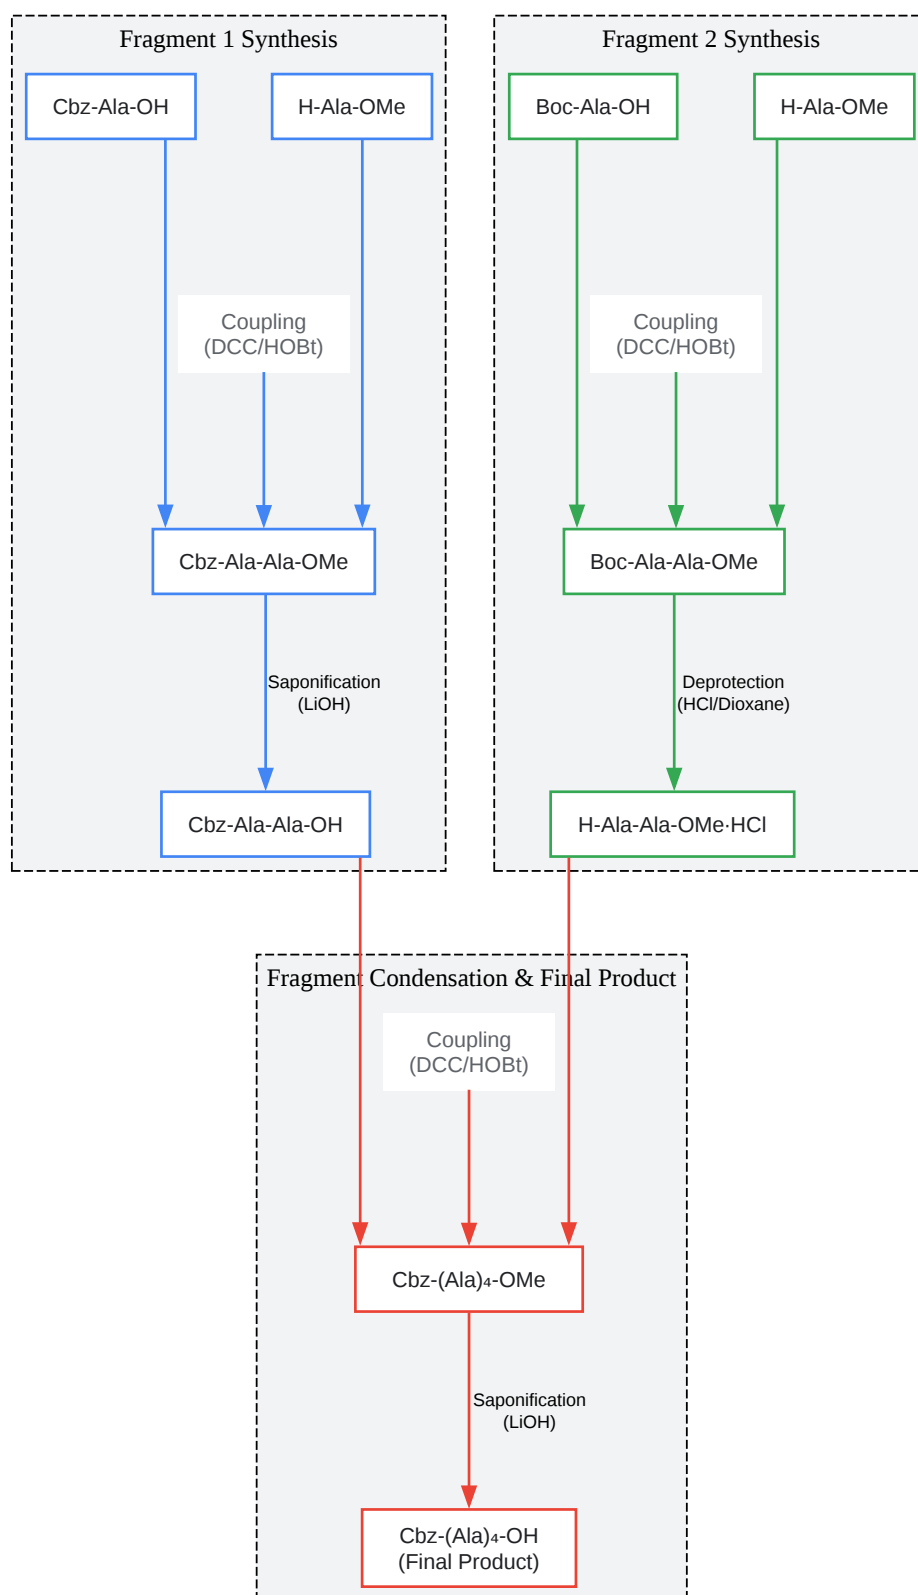 Fragment 1 Synthesis
Cbz-Ala-OH
H-Ala-OMe
Coupling
(DCC/HOBt)
Cbz-Ala-Ala-OMe
Saponification
(LiOH)
Cbz-Ala-Ala-OH
Fragment 2 Synthesis
Boc-Ala-OH
H-Ala-OMe
Coupling
(DCC/HOBt)
Boc-Ala-Ala-OMe
Deprotection
(HCl/Dioxane)
H-Ala-Ala-OMe·HCl
Fragment Condensation & Final Product
Coupling
(DCC/HOBt)
Cbz-(Ala)₄-OMe
Saponification
(LiOH)
Cbz-(Ala)₄-OH
(Final Product)